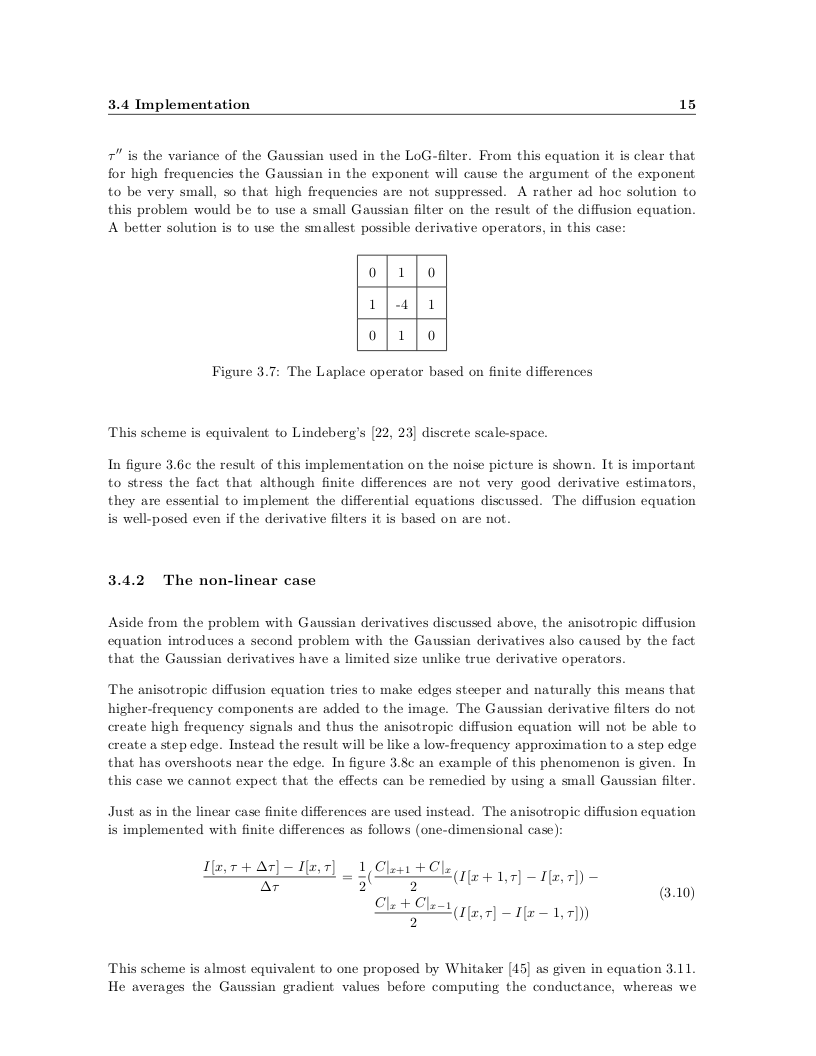 3.4 Implementation 15
τ″ is the variance of the Gaussian used in the LoG-filter. From this equation it is clear that
for high frequencies the Gaussian in the exponent will cause the argument of the exponent
to be very small, so that high frequencies are not suppressed. A rather ad hoc solution to
this problem would be to use a small Gaussian filter on the result of the diffusion equation.
A better solution is to use the smallest possible derivative operators, in this case:
0 1 0
1 -4 1
0 1 0
Figure 3.7: The Laplace operator based on finite differences
This scheme is equivalent to Lindeberg's [22, 23] discrete scale-space.
In figure 3.6c the result of this implementation on the noise picture is shown. It is important
to stress the fact that although finite differences are not very good derivative estimators,
they are essential to implement the differential equations discussed. The diffusion equation
is well-posed even if the derivative filters it is based on are not.
3.4.2 The non-linear case
Aside from the problem with Gaussian derivatives discussed above, the anisotropic diffusion
equation introduces a second problem with the Gaussian derivatives also caused by the fact
that the Gaussian derivatives have a limited size unlike true derivative operators.
The anisotropic diffusion equation tries to make edges steeper and naturally this means that
higher-frequency components are added to the image. The Gaussian derivative filters do not
create high frequency signals and thus the anisotropic diffusion equation will not be able to
create a step edge. Instead the result will be like a low-frequency approximation to a step edge
that has overshoots near the edge. In figure 3.8c an example of this phenomenon is given. In
this case we cannot expect that the effects can be remedied by using a small Gaussian filter.
Just as in the linear case finite differences are used instead. The anisotropic diffusion equation
is implemented with finite differences as follows (one-dimensional case):
\frac{I[x, τ + Δτ] − I[x, τ]}{Δτ} = \frac{1}{2}(\frac{C|_{x+1} + C|_x}{2}(I[x + 1, τ] − I[x, τ]) −
\frac{C|_x + C|_{x−1}}{2}(I[x, τ] − I[x − 1, τ]))
(3.10)
This scheme is almost equivalent to one proposed by Whitaker [45] as given in equation 3.11.
He averages the Gaussian gradient values before computing the conductance, whereas we